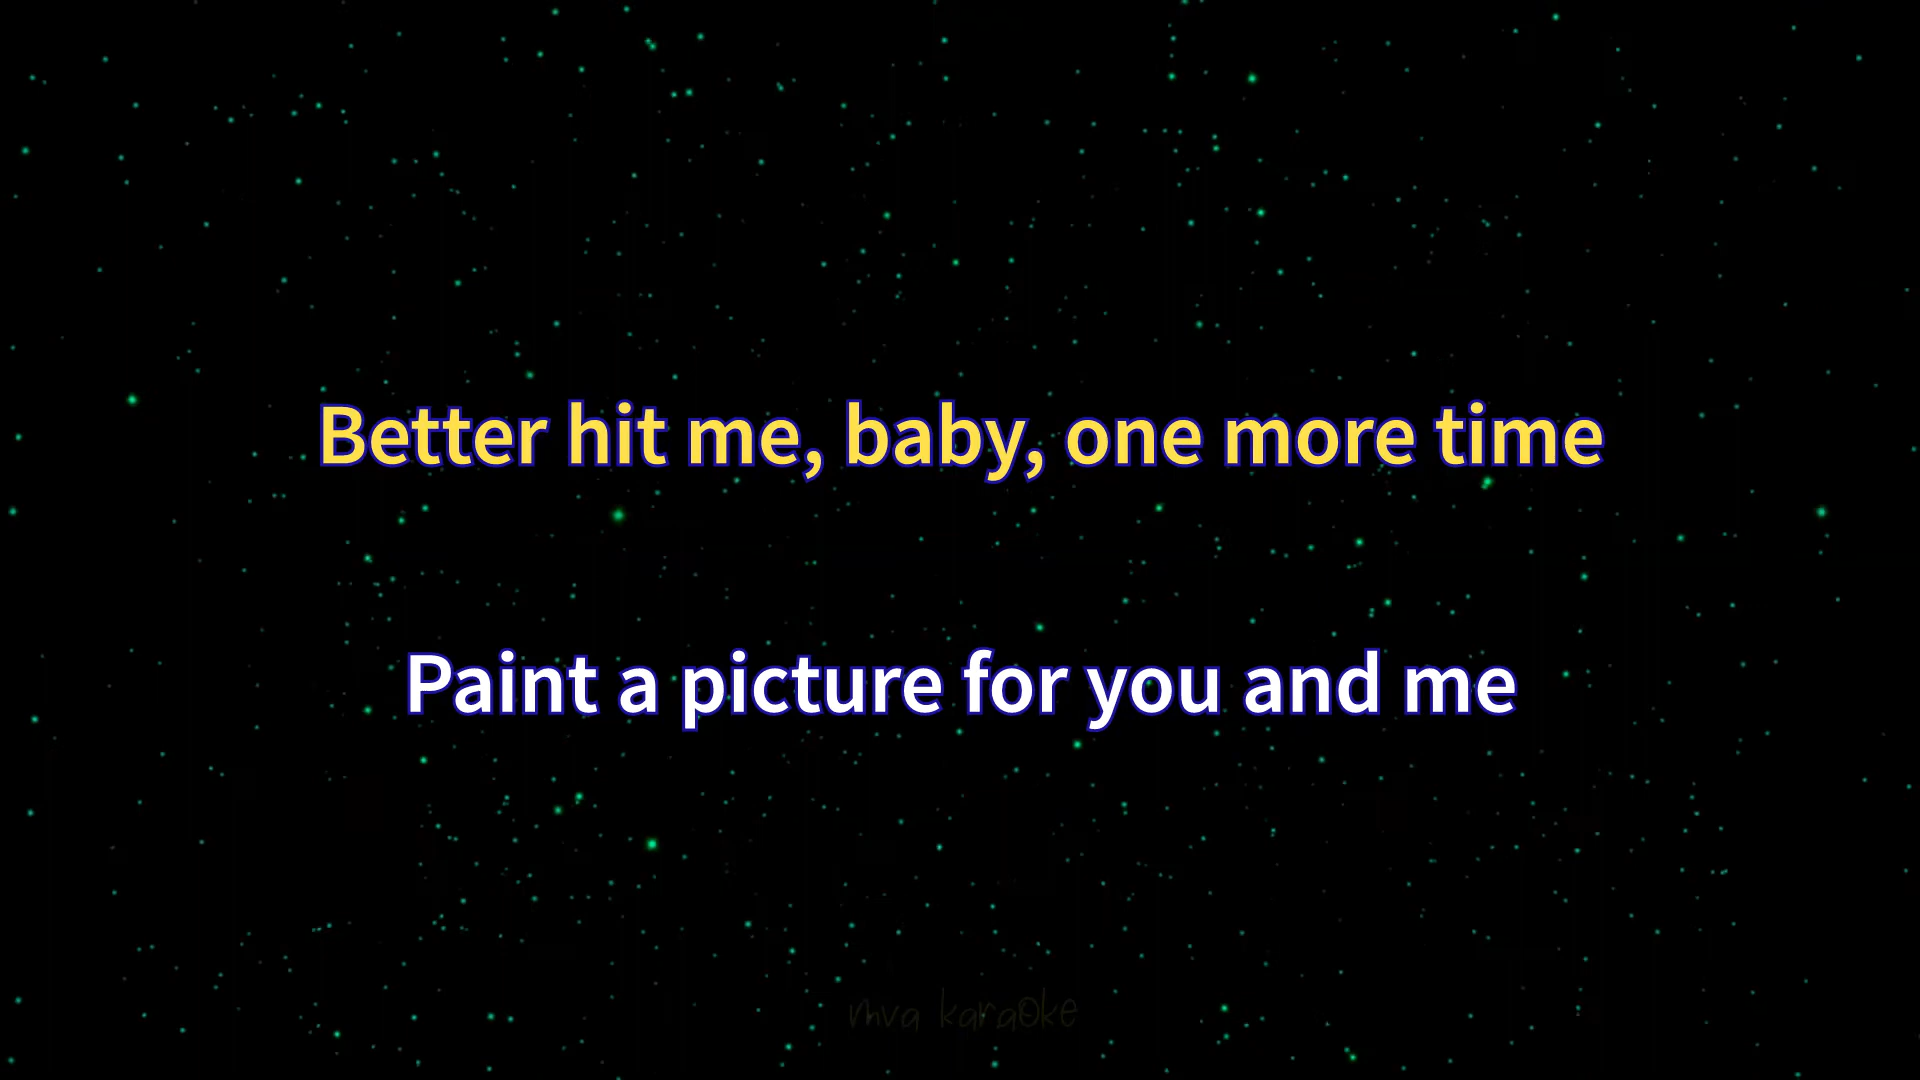 Better hit me, baby, one more time
Paint a picture for you and me
mva karaoke